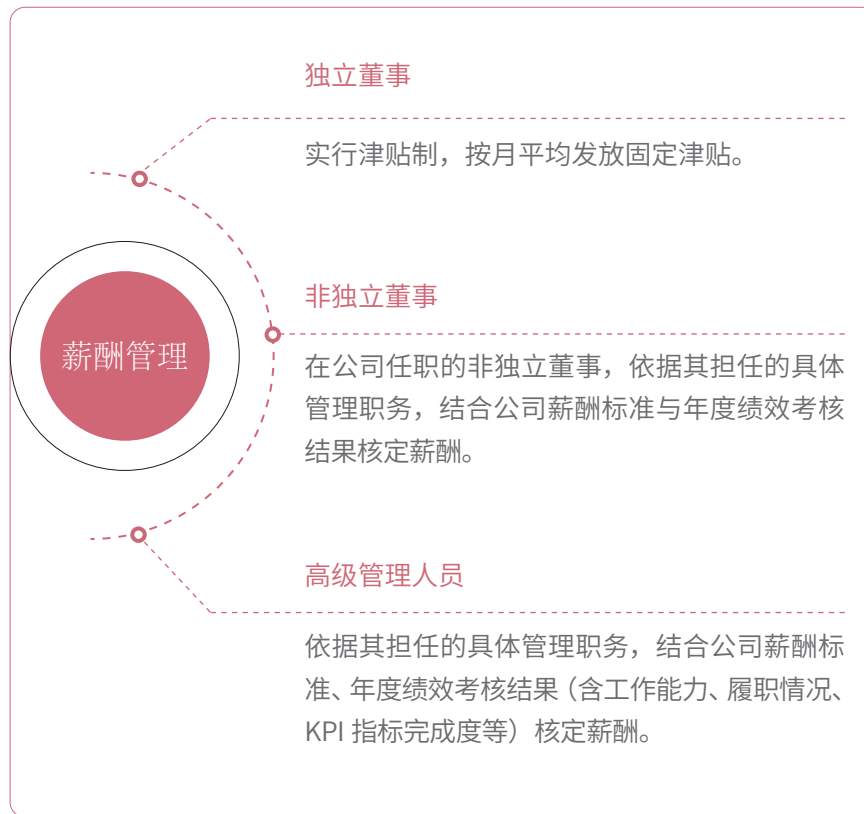 独立董事
实行津贴制，按月平均发放固定津贴。
薪酬管理
非独立董事
在公司任职的非独立董事，依据其担任的具体
管理职务，结合公司薪酬标准与年度绩效考核
结果核定薪酬。
高级管理人员
依据其担任的具体管理职务，结合公司薪酬标
准、年度绩效考核结果（含工作能力、履职情况、
KPI 指标完成度等）核定薪酬。